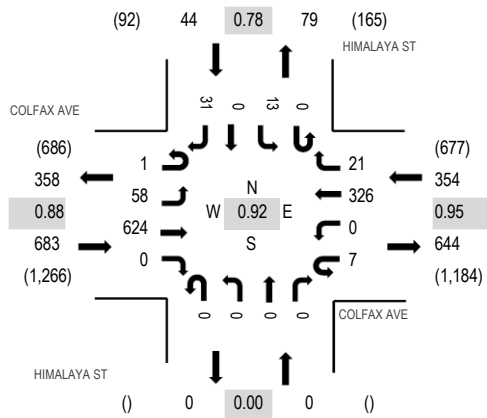 (92) 44 0.78 79 (165)
HIMALAYA ST
31 0 13 0
COLFAX AVE
(686) (677)
358 1 21 354
58 N 326
0.88 W 0.92 E 0.95
624 S 0
683 0 7 644
(1,266) (1,184)
0 0 0 0
COLFAX AVE
HIMALAYA ST
() 0 0.00 0 ()